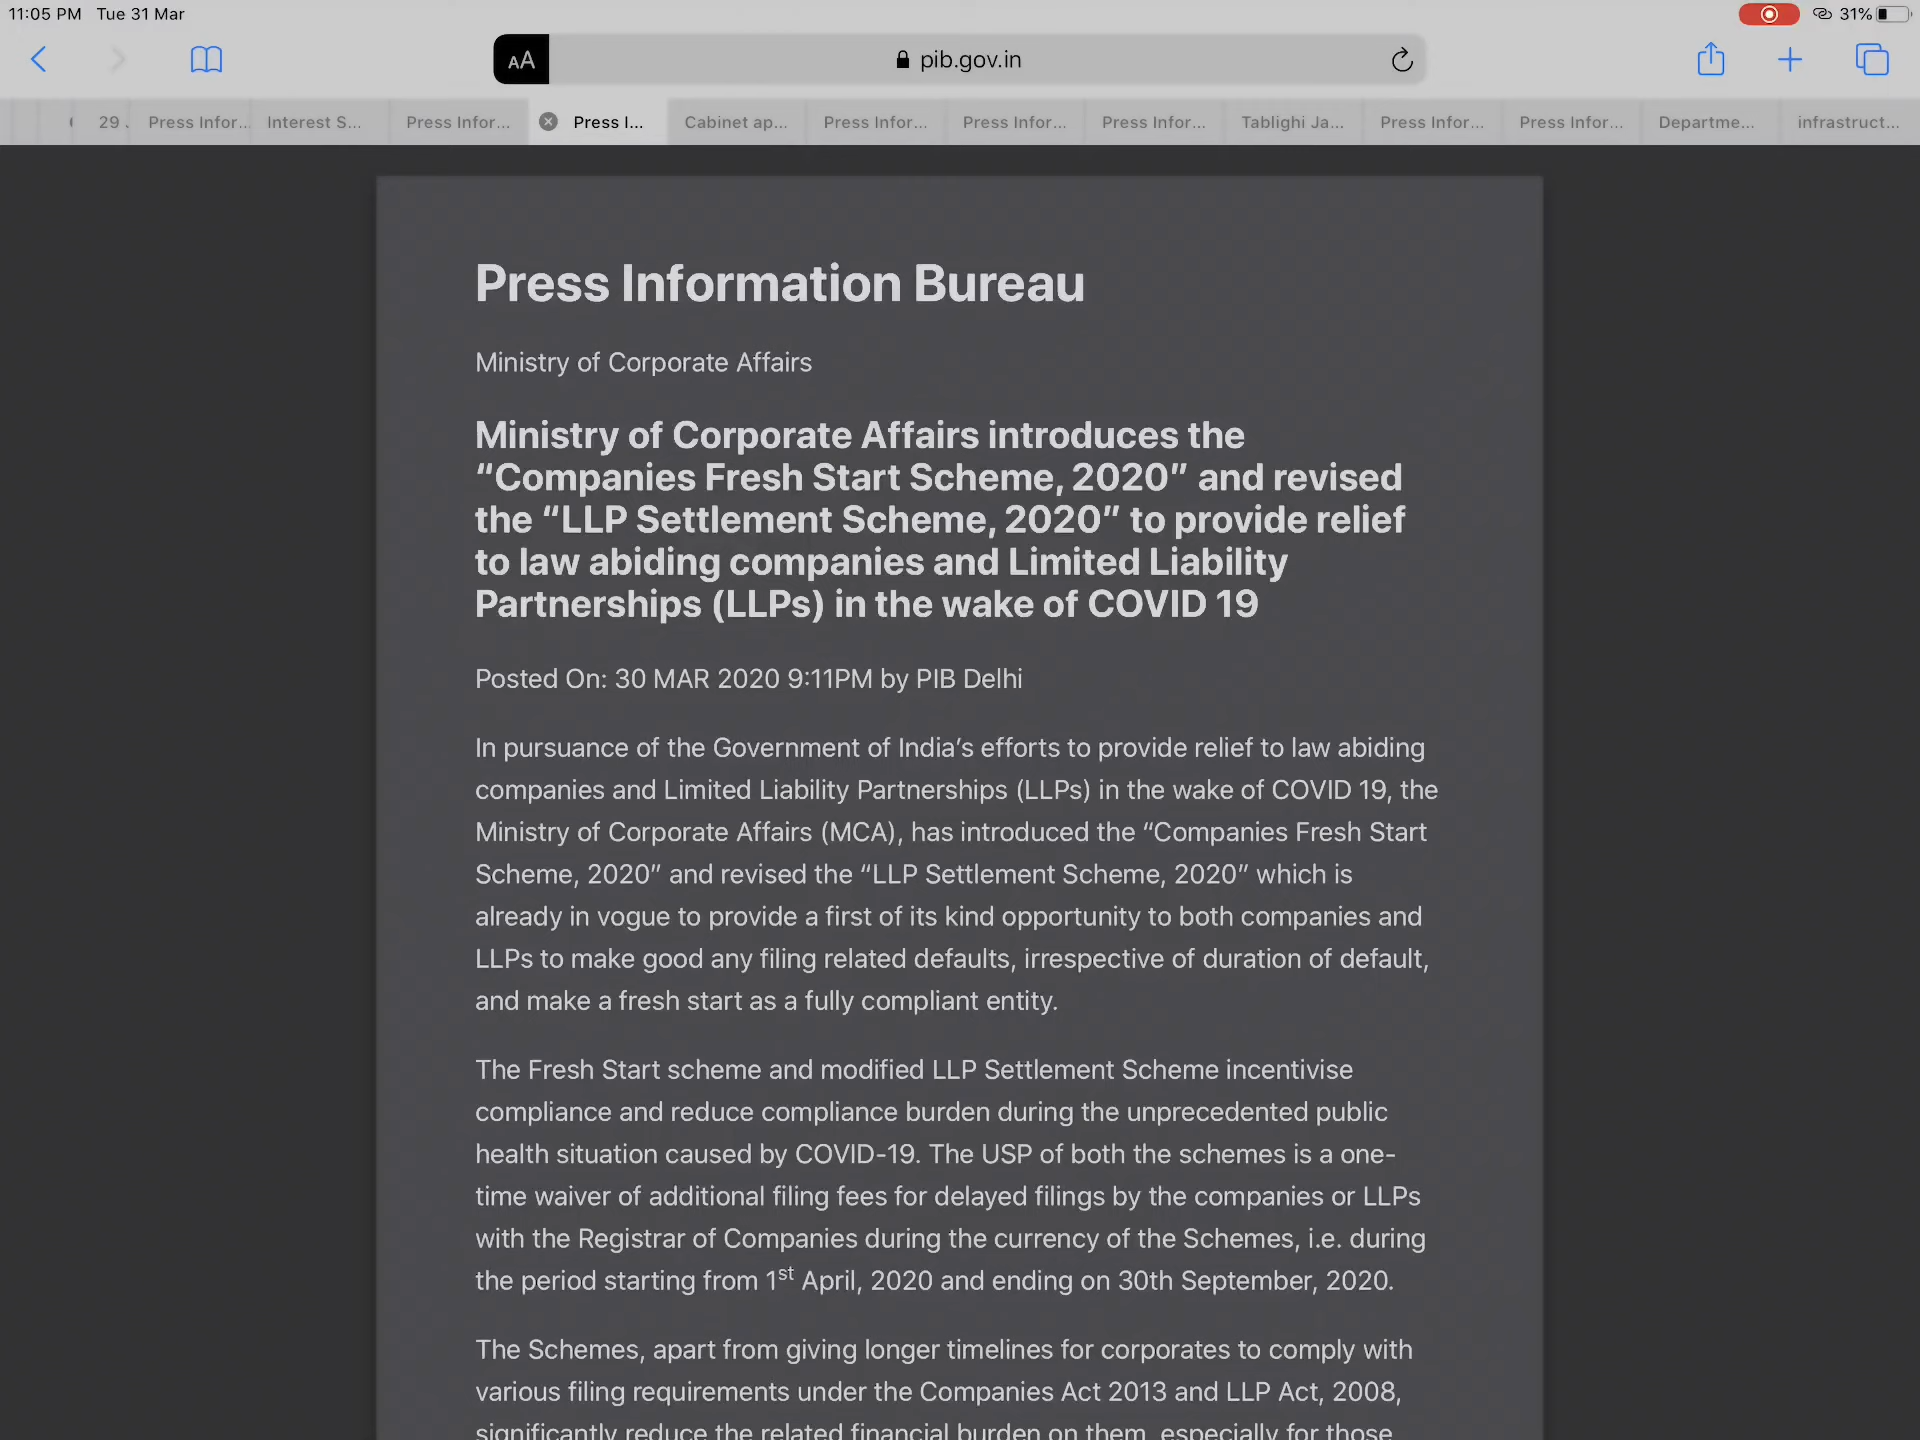 11:05 PM Tue 31 Mar
31%
AA
pib.gov.in
29
Press Infor...
Interest S...
Press Infor...
Press I...
Cabinet ap...
Press Infor...
Press Infor...
Press Infor...
Tablighi Ja...
Press Infor...
Press Infor...
Departme...
infrastruct...
Press Information Bureau
Ministry of Corporate Affairs
Ministry of Corporate Affairs introduces the
“Companies Fresh Start Scheme, 2020” and revised
the “LLP Settlement Scheme, 2020” to provide relief
to law abiding companies and Limited Liability
Partnerships (LLPs) in the wake of COVID 19
Posted On: 30 MAR 2020 9:11PM by PIB Delhi
In pursuance of the Government of India’s efforts to provide relief to law abiding
companies and Limited Liability Partnerships (LLPs) in the wake of COVID 19, the
Ministry of Corporate Affairs (MCA), has introduced the “Companies Fresh Start
Scheme, 2020” and revised the “LLP Settlement Scheme, 2020” which is
already in vogue to provide a first of its kind opportunity to both companies and
LLPs to make good any filing related defaults, irrespective of duration of default,
and make a fresh start as a fully compliant entity.
The Fresh Start scheme and modified LLP Settlement Scheme incentivise
compliance and reduce compliance burden during the unprecedented public
health situation caused by COVID-19. The USP of both the schemes is a one-
time waiver of additional filing fees for delayed filings by the companies or LLPs
with the Registrar of Companies during the currency of the Schemes, i.e. during
the period starting from 1st April, 2020 and ending on 30th September, 2020.
The Schemes, apart from giving longer timelines for corporates to comply with
various filing requirements under the Companies Act 2013 and LLP Act, 2008,
significantly reduce the related financial burden on them, especially for those